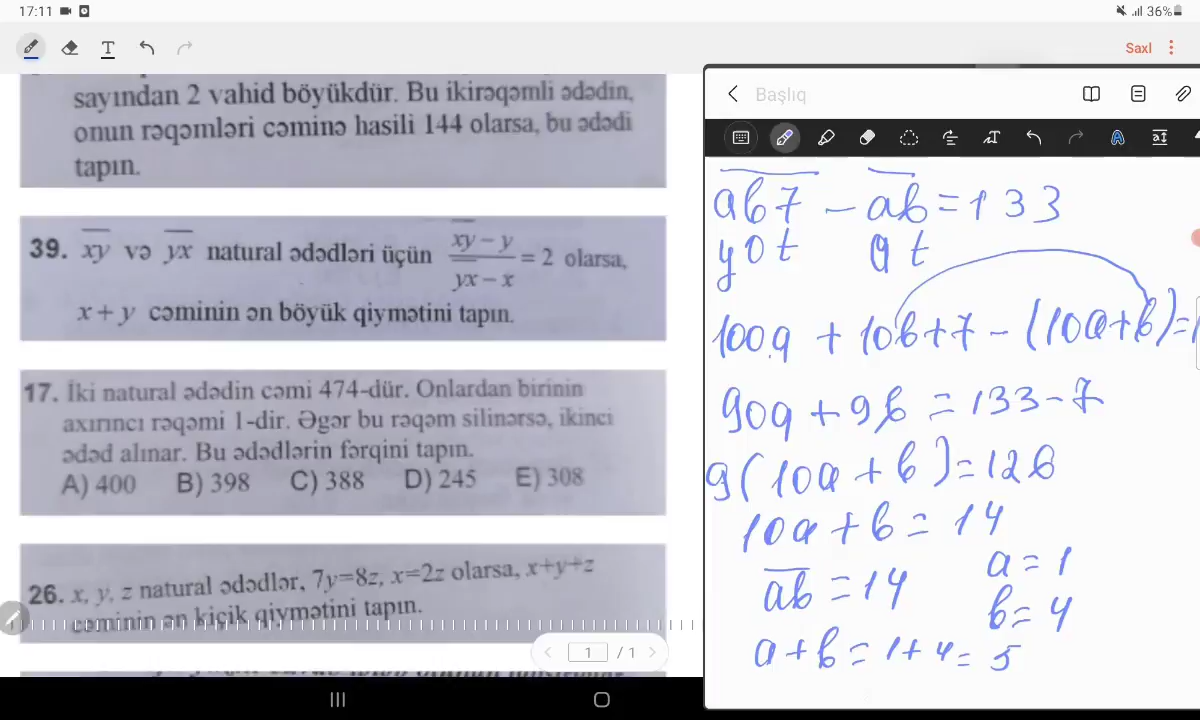 17:11
36%
Saxl
sayından 2 vahid böyükdür. Bu ikirəqəmli ədədin,
onun rəqəmləri cəminə hasili 144 olarsa, bu ədədi
tapın.
39. xy və yx natural ədədləri üçün (xy − y)/(yx − x) = 2 olarsa,
x + y cəminin ən böyük qiymətini tapın.
17. İki natural ədədin cəmi 474-dür. Onlardan birinin
axırıncı rəqəmi 1-dir. Əgər bu rəqəm silinərsə, ikinci
ədəd alınar. Bu ədədlərin fərqini tapın.
A) 400 B) 398 C) 388 D) 245 E) 308
26. x, y, z natural ədədlər, 7y=8z, x=2z olarsa, x+y+z
cəminin ən kiçik qiymətini tapın.
1 / 1
Başlıq
ab7 − ab = 133
y o t a t
100a + 10b + 7 − (10a + b) =
90a + 9b = 133 − 7
9(10a + b) = 126
10a + b = 14
ab = 14
a = 1
b = 4
a + b = 1 + 4 = 5